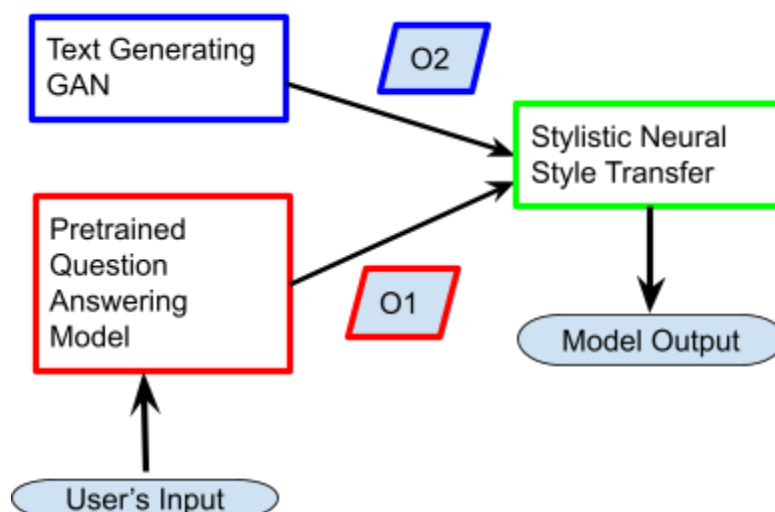 Text Generating
GAN
O2
Stylistic Neural
Style Transfer
Pretrained
Question
Answering
Model
O1
Model Output
User's Input